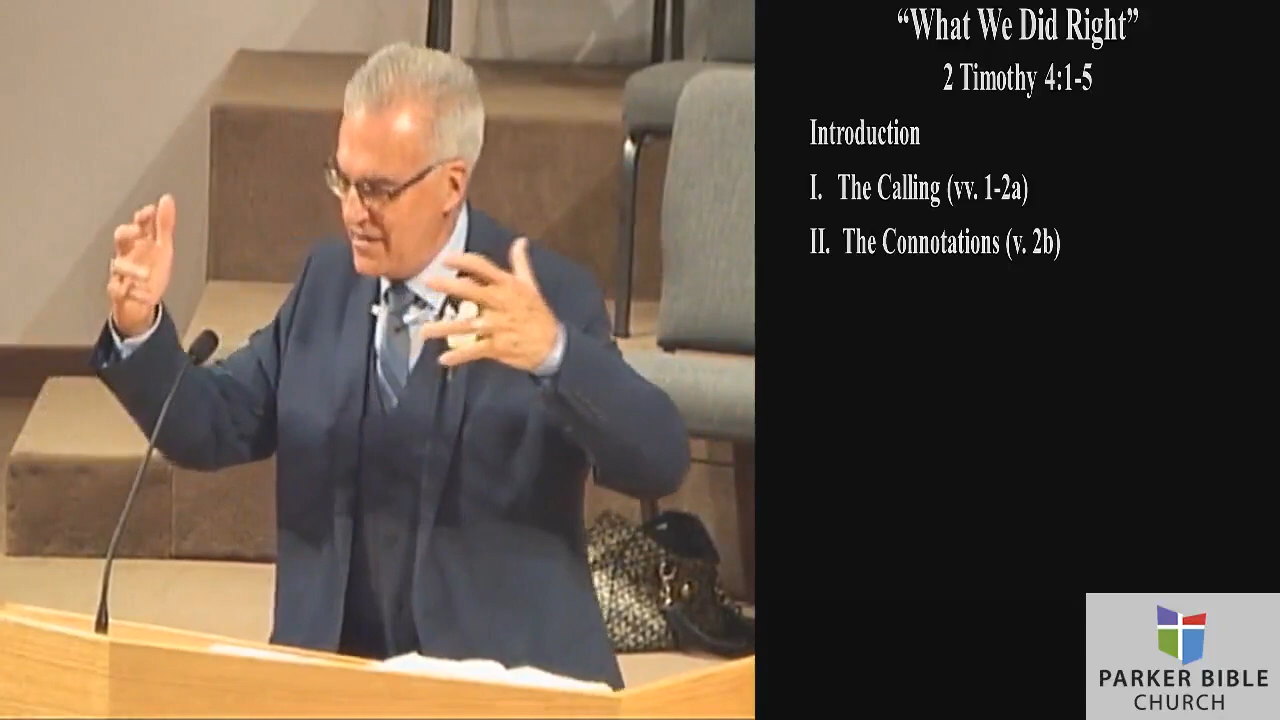 “What We Did Right”
2 Timothy 4:1-5
Introduction
I. The Calling (vv. 1-2a)
II. The Connotations (v. 2b)
PARKER BIBLE
CHURCH